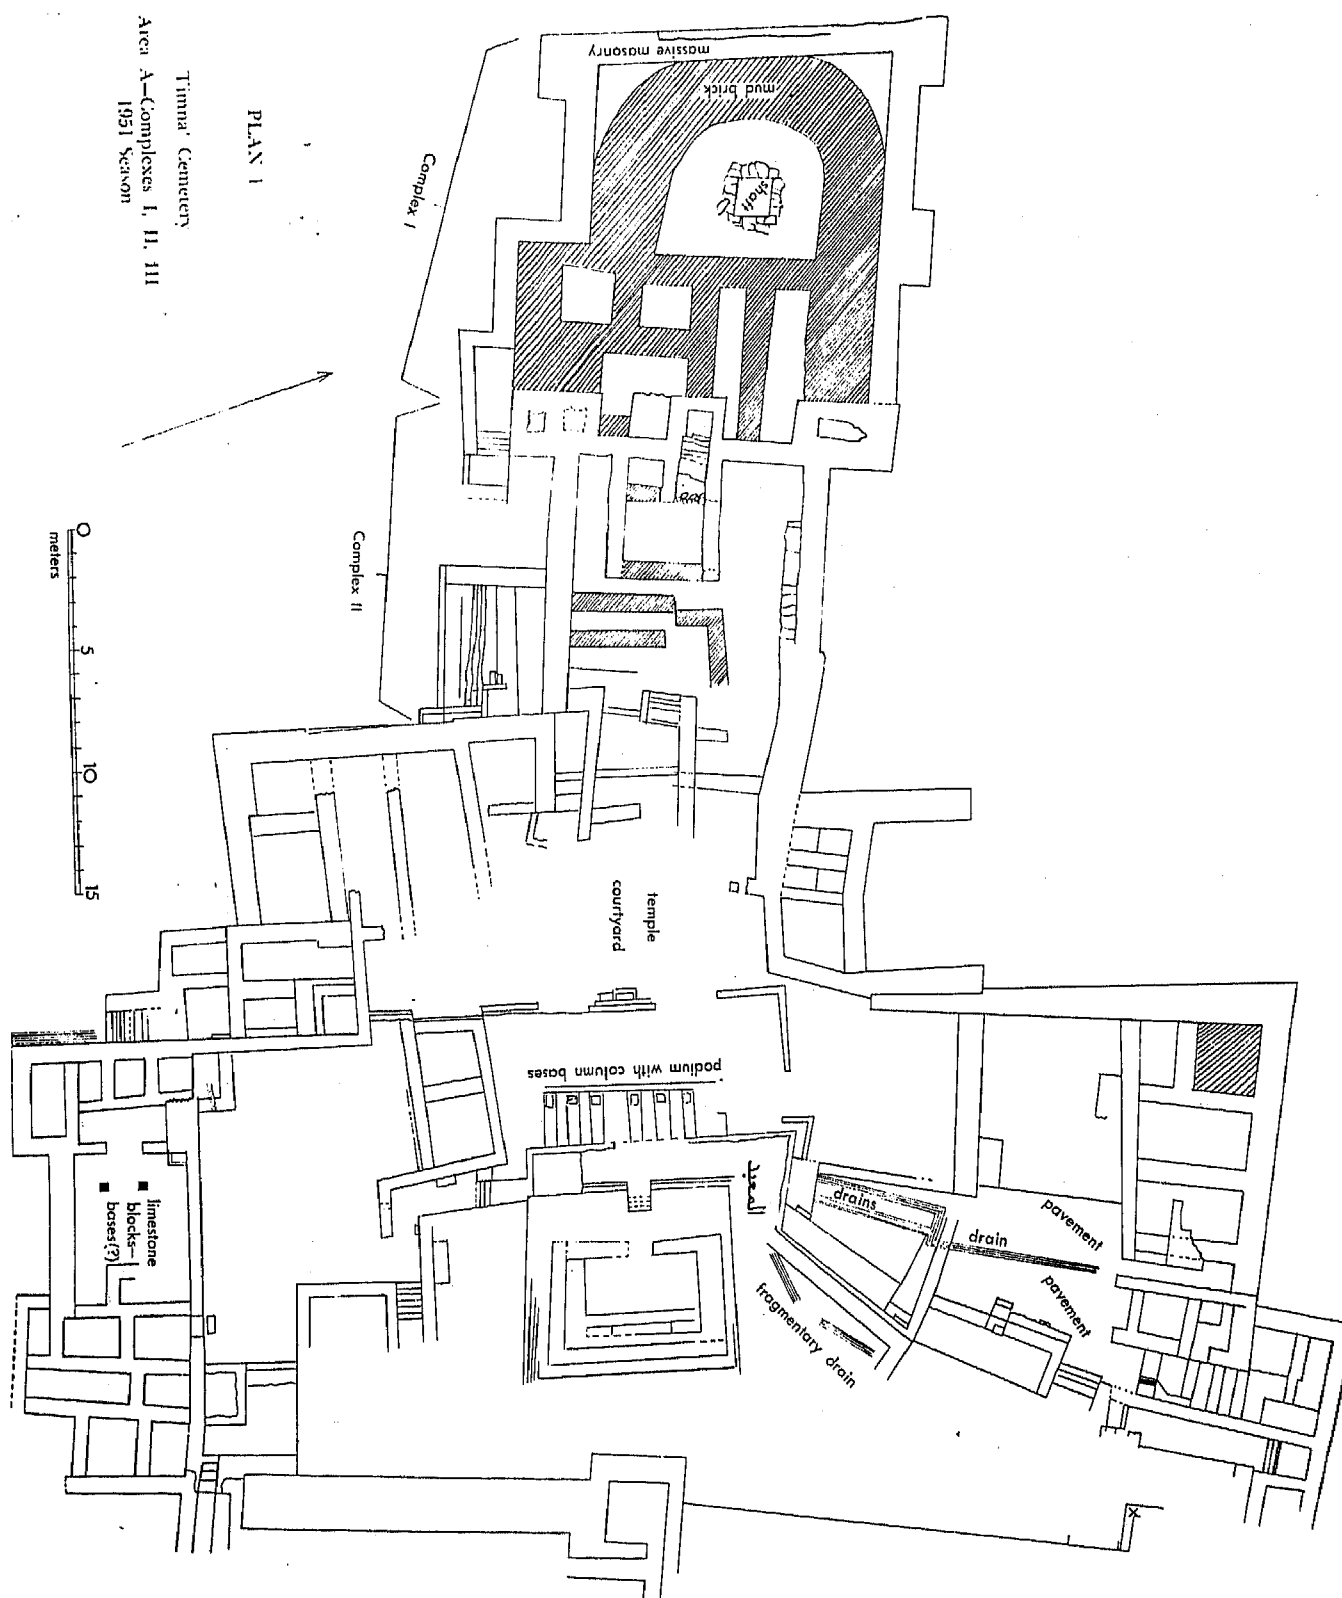 PLAN 1
Timna' Cemetery
Area A—Complexes I, II, III
1951 Season
massive masonry
mud brick
shaft
Complex I
Complex II
0 5 10 15
meters
temple
courtyard
podium with column bases
المعبد
drains
drain
pavement
pavement
fragmentary drain
limestone
blocks—
bases(?)
X